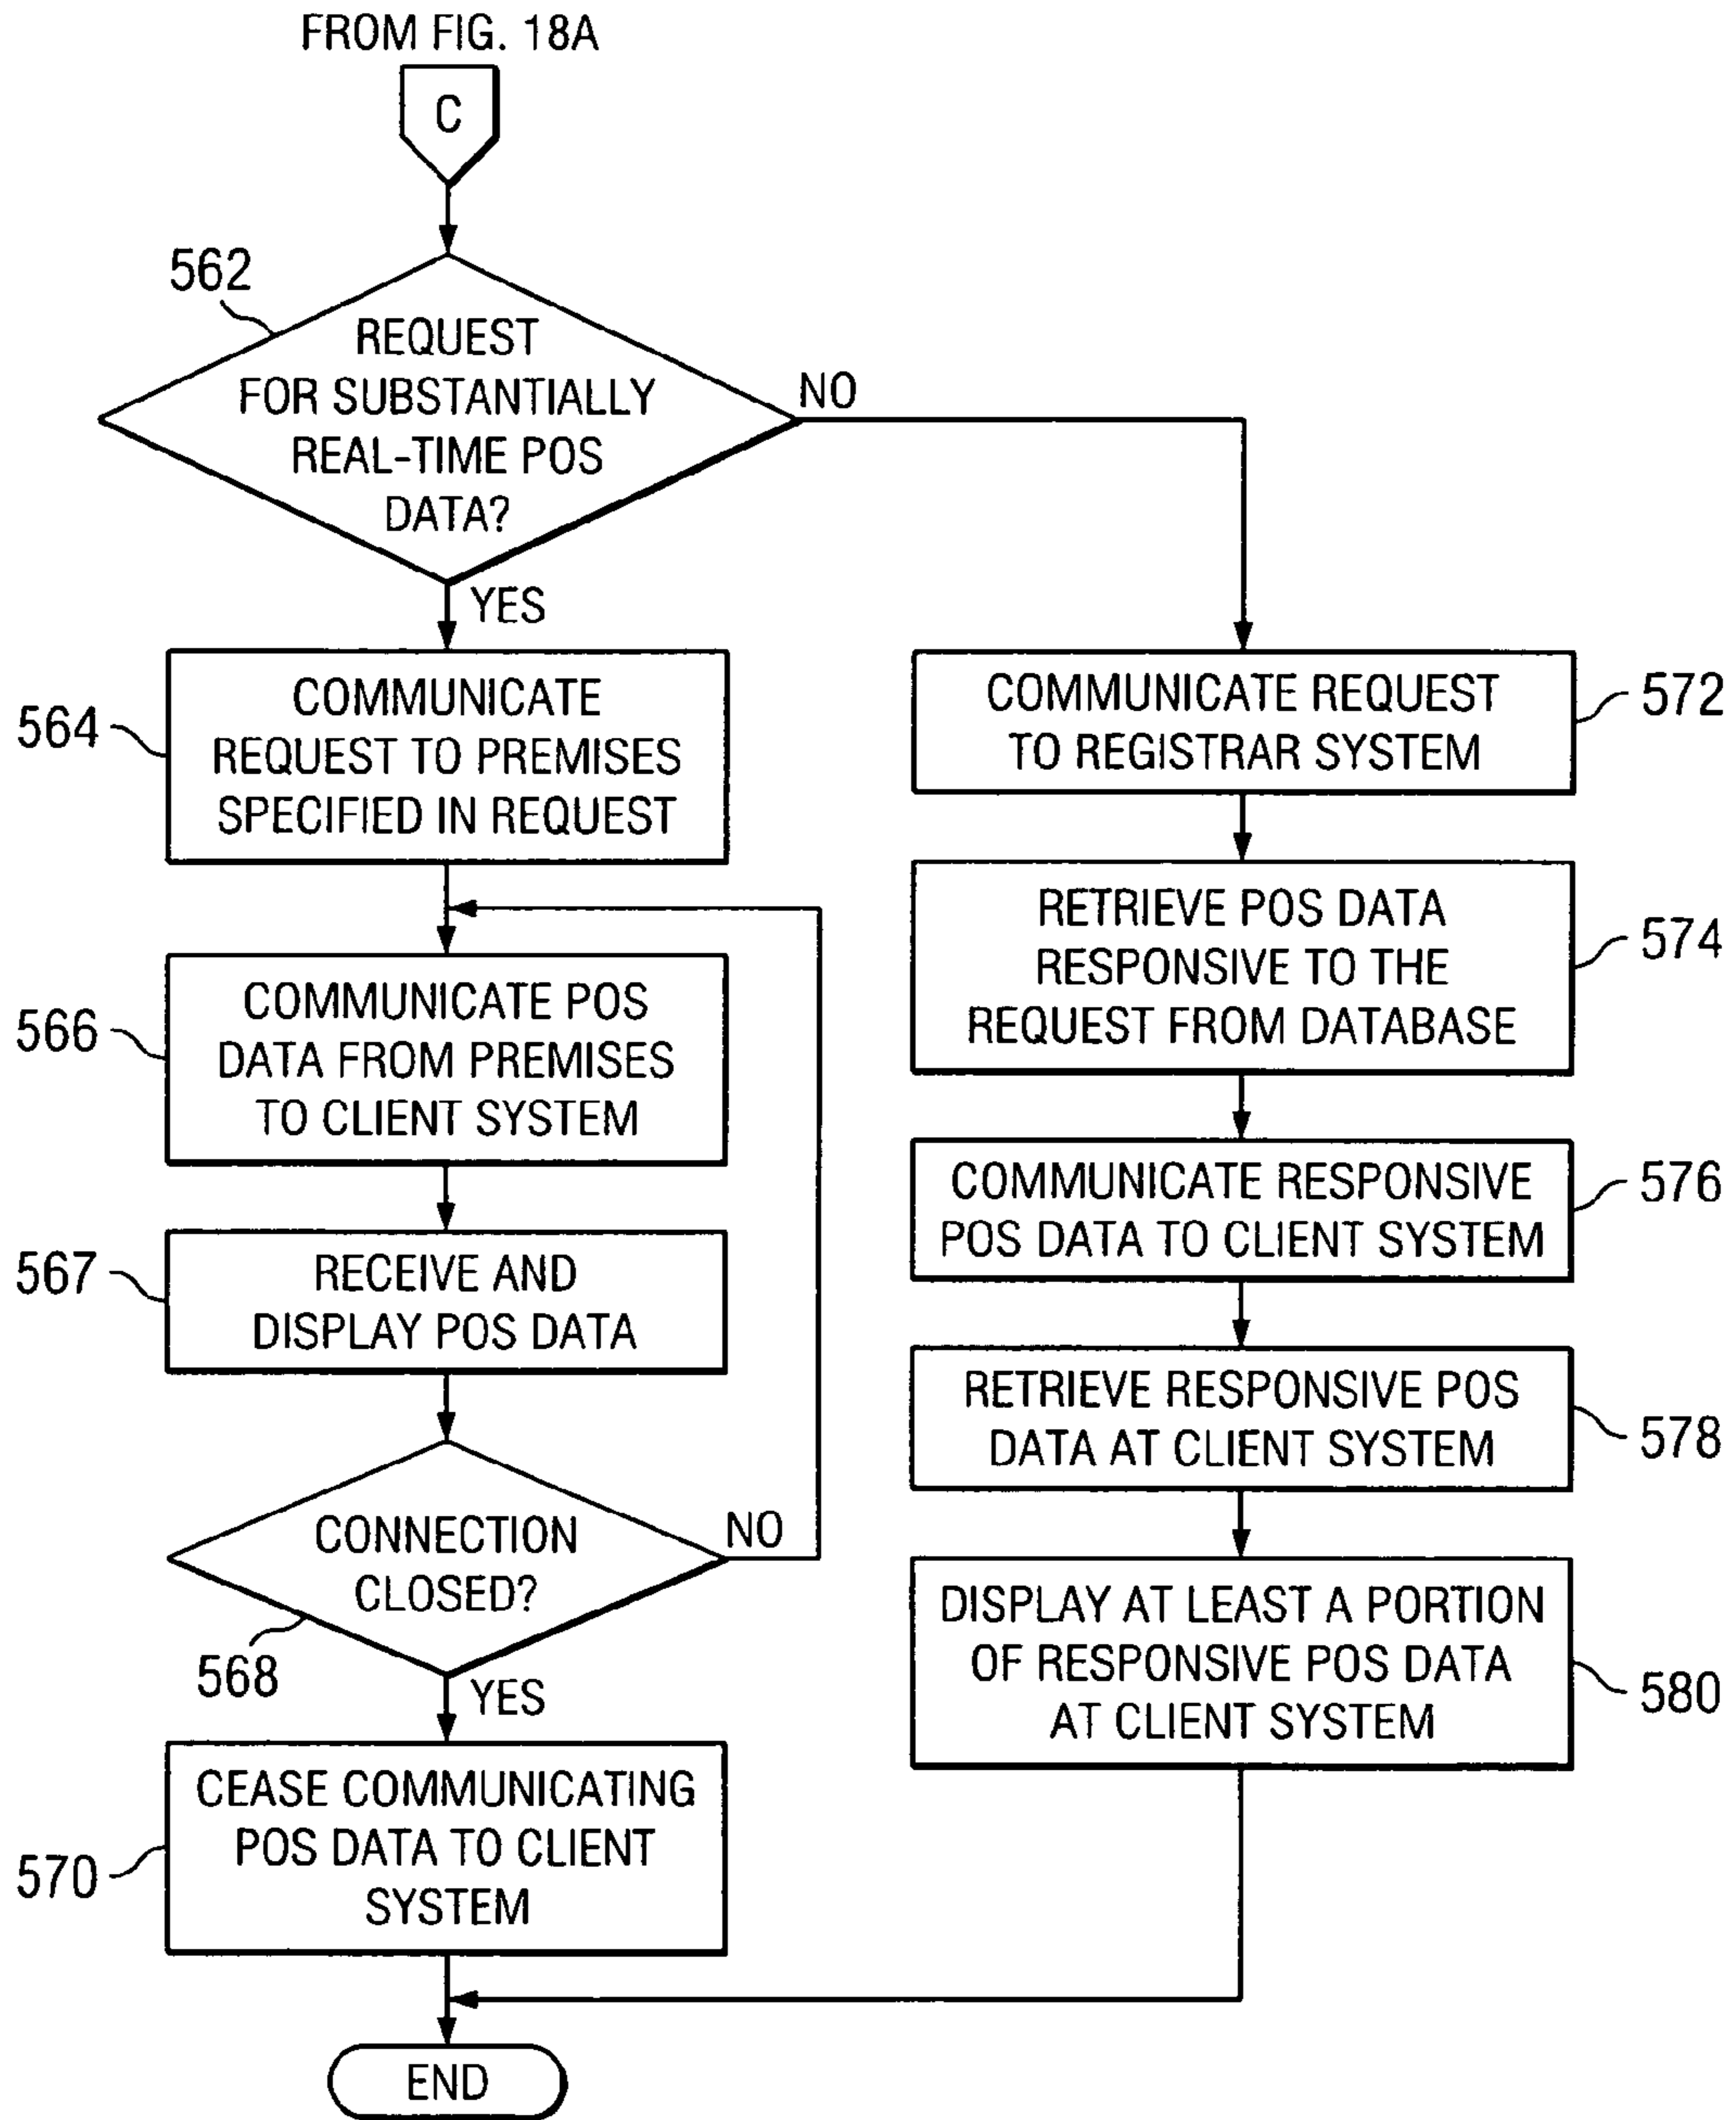 FROM FIG. 18A
C
562
REQUEST
FOR SUBSTANTIALLY
REAL-TIME POS
DATA?
NO
YES
564
COMMUNICATE
REQUEST TO PREMISES
SPECIFIED IN REQUEST
566
COMMUNICATE POS
DATA FROM PREMISES
TO CLIENT SYSTEM
567
RECEIVE AND
DISPLAY POS DATA
CONNECTION
CLOSED?
NO
568
YES
570
CEASE COMMUNICATING
POS DATA TO CLIENT
SYSTEM
COMMUNICATE REQUEST
TO REGISTRAR SYSTEM
572
RETRIEVE POS DATA
RESPONSIVE TO THE
REQUEST FROM DATABASE
574
COMMUNICATE RESPONSIVE
POS DATA TO CLIENT SYSTEM
576
RETRIEVE RESPONSIVE POS
DATA AT CLIENT SYSTEM
578
DISPLAY AT LEAST A PORTION
OF RESPONSIVE POS DATA
AT CLIENT SYSTEM
580
END